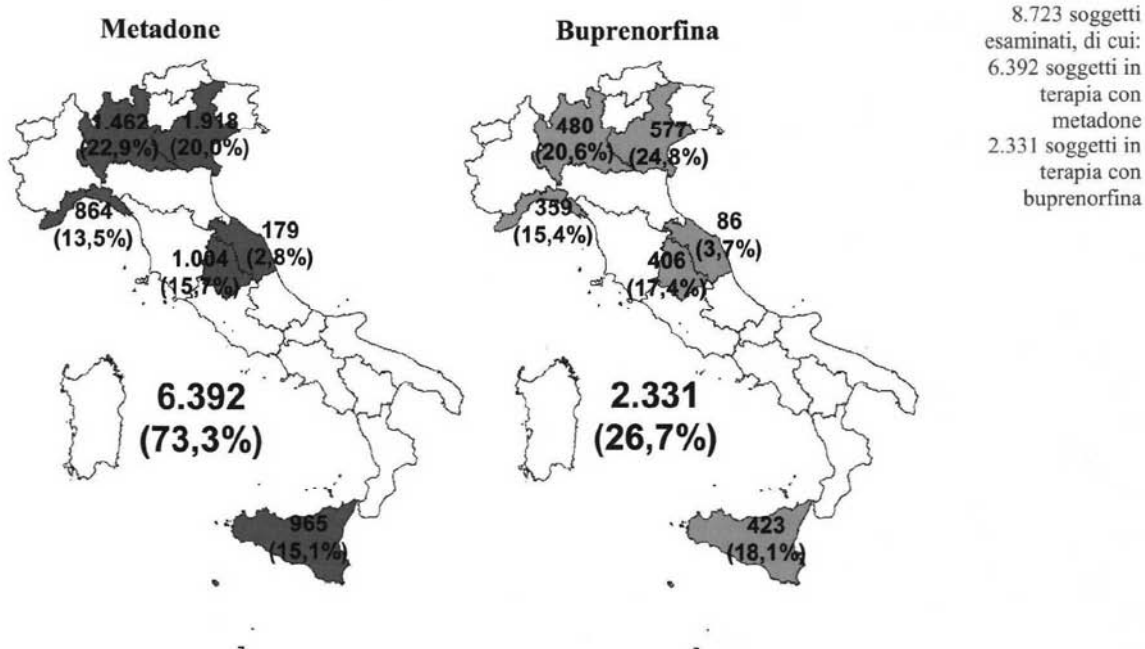 Metadone
1.462
(22,9%)
1.918
(20,0%)
864
(13,5%)
179
(2,8%)
1.004
(15,7%)
6.392
(73,3%)
965
(15,1%)
Buprenorfina
480
(20,6%)
577
(24,8%)
359
(15,4%)
86
(3,7%)
406
(17,4%)
2.331
(26,7%)
423
(18,1%)
8.723 soggetti
esaminati, di cui:
6.392 soggetti in
terapia con
metadone
2.331 soggetti in
terapia con
buprenorfina